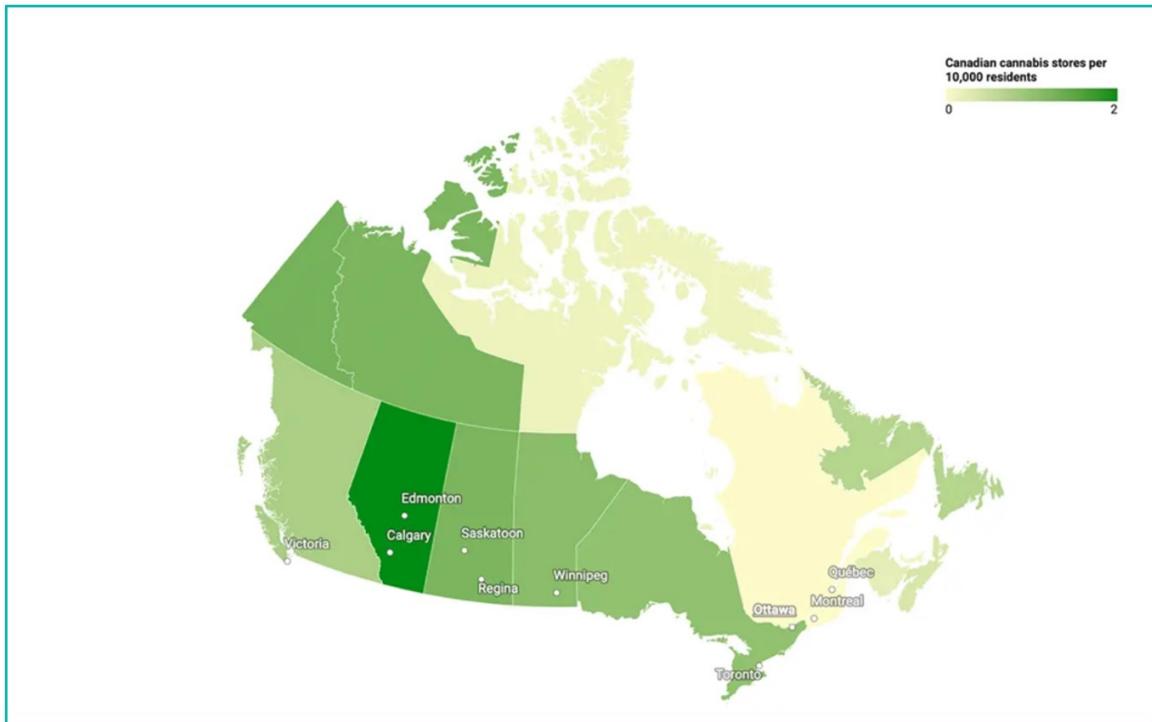 Canadian cannabis stores per
10,000 residents
0 2
Edmonton
Calgary
Saskatoon
Victoria
Regina
Winnipeg
Québec
Montreal
Ottawa
Toronto